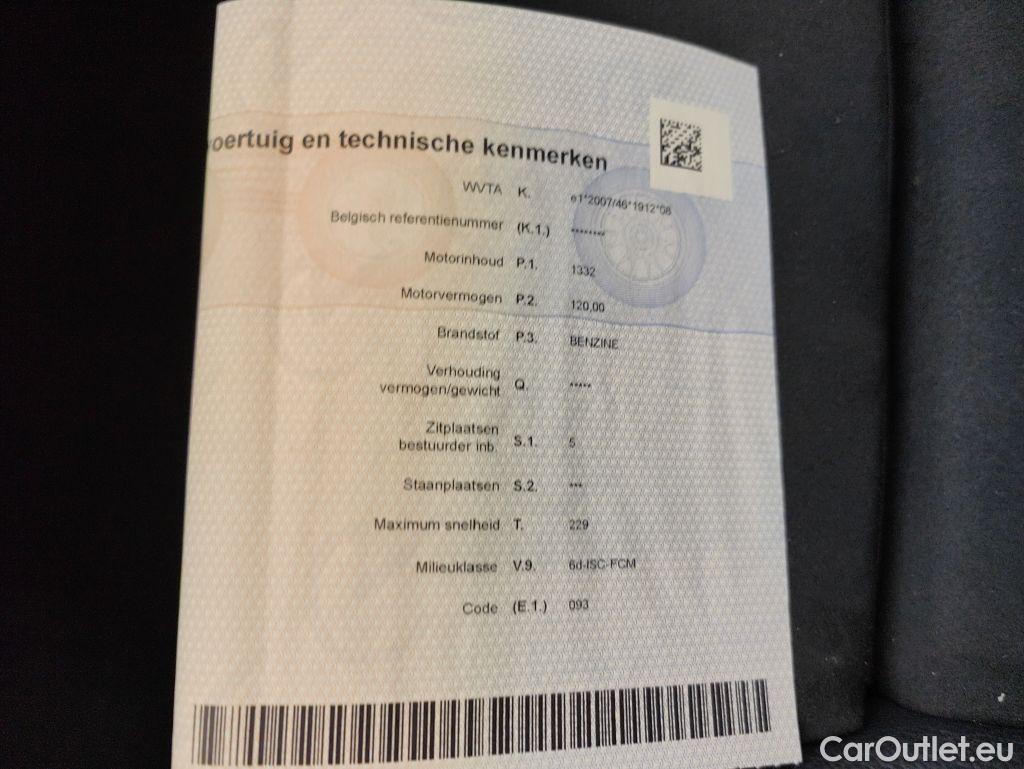 voertuig en technische kenmerken
WVTA K. e1*2007/46*1912*08
Belgisch referentienummer (K.1.) ********
Motorinhoud P.1. 1332
Motorvermogen P.2. 120,00
Brandstof P.3. BENZINE
Verhouding
vermogen/gewicht Q. *****
Zitplaatsen
bestuurder inb. S.1. 5
Staanplaatsen S.2. ***
Maximum snelheid T. 229
Milieuklasse V.9. 6d-ISC-FCM
Code (E.1.) 093
CarOutlet.eu